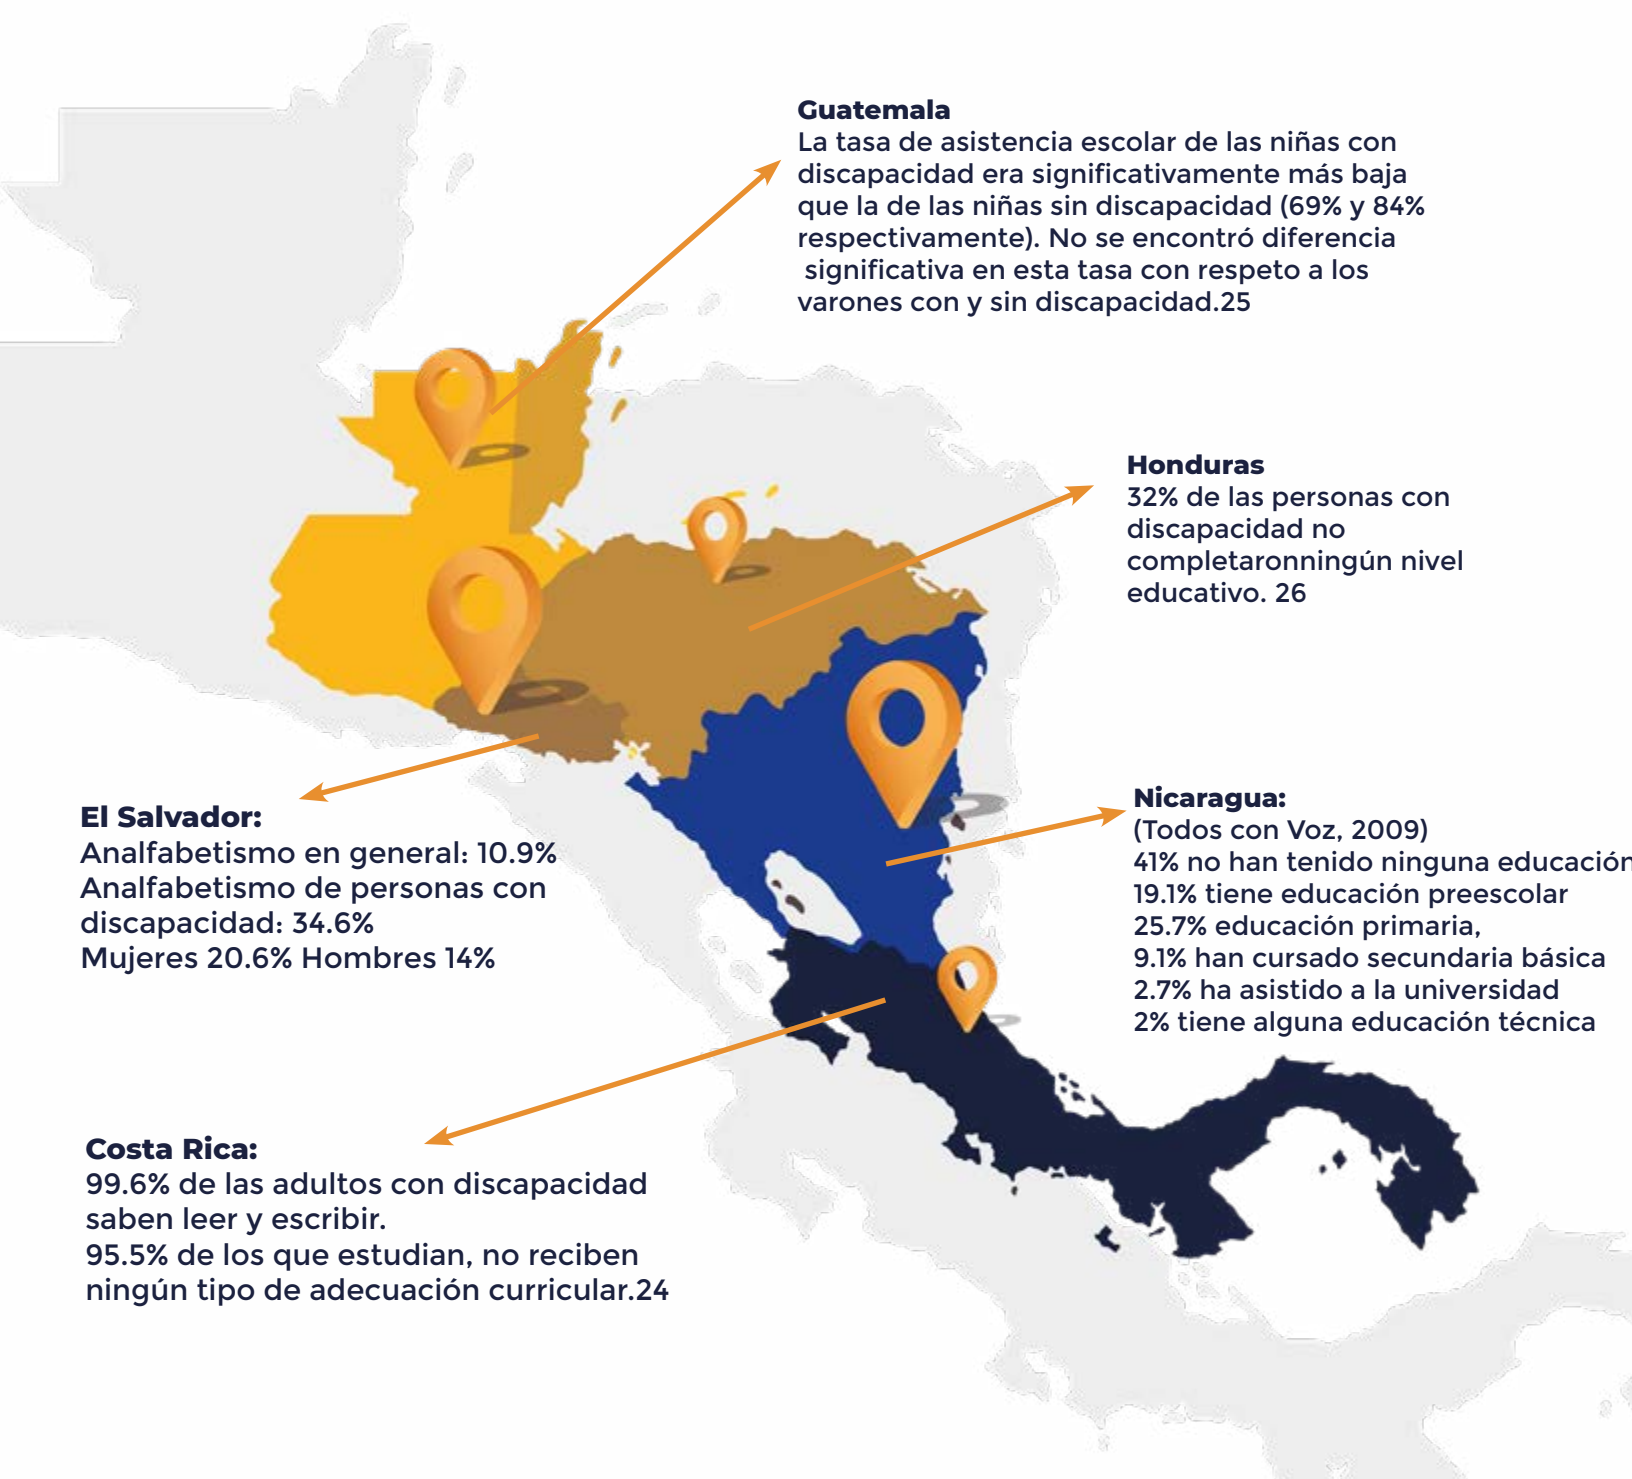 Guatemala
La tasa de asistencia escolar de las niñas con
discapacidad era significativamente más baja
que la de las niñas sin discapacidad (69% y 84%
respectivamente). No se encontró diferencia
significativa en esta tasa con respeto a los
varones con y sin discapacidad.25
Honduras
32% de las personas con
discapacidad no
completaronningún nivel
educativo. 26
El Salvador:
Analfabetismo en general: 10.9%
Analfabetismo de personas con
discapacidad: 34.6%
Mujeres 20.6% Hombres 14%
Nicaragua:
(Todos con Voz, 2009)
41% no han tenido ninguna educación
19.1% tiene educación preescolar
25.7% educación primaria,
9.1% han cursado secundaria básica
2.7% ha asistido a la universidad
2% tiene alguna educación técnica
Costa Rica:
99.6% de las adultos con discapacidad
saben leer y escribir.
95.5% de los que estudian, no reciben
ningún tipo de adecuación curricular.24